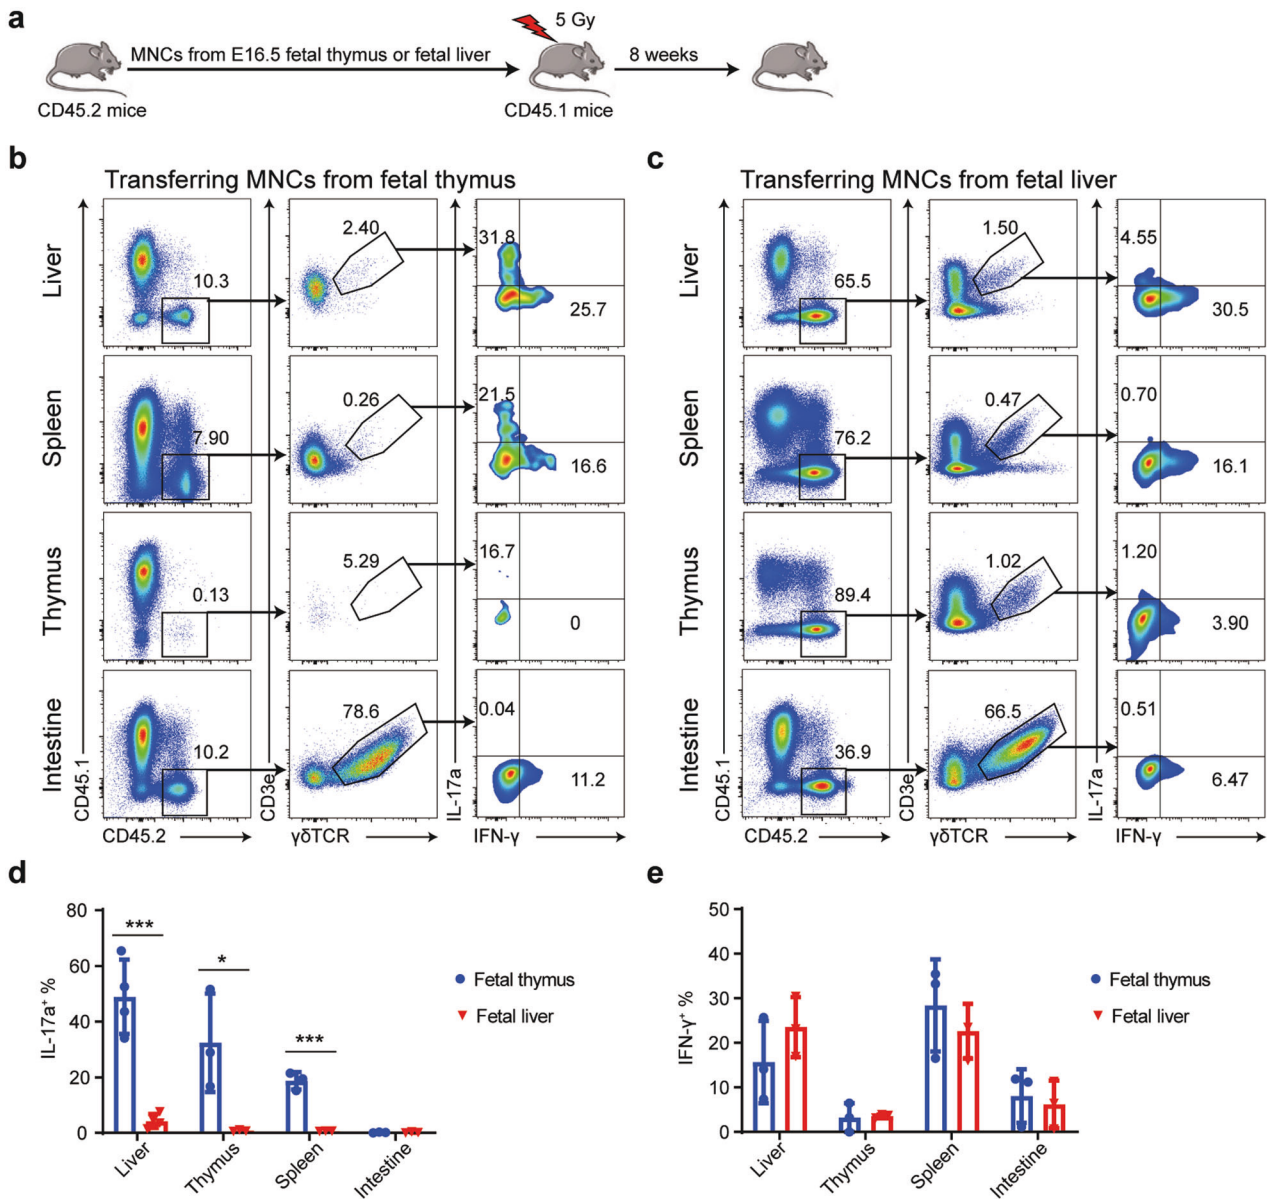 a
5 Gy
MNCs from E16.5 fetal thymus or fetal liver
8 weeks
CD45.2 mice
CD45.1 mice
b
Transferring MNCs from fetal thymus
Liver
10.3
2.40
31.8
25.7
Spleen
7.90
0.26
21.5
16.6
Thymus
0.13
5.29
16.7
0
Intestine
10.2
78.6
0.04
11.2
CD45.1
CD3e
IL-17a
CD45.2
γδTCR
IFN-γ
c
Transferring MNCs from fetal liver
Liver
65.5
1.50
4.55
30.5
Spleen
76.2
0.47
0.70
16.1
Thymus
89.4
1.02
1.20
3.90
Intestine
36.9
66.5
0.51
6.47
CD45.1
CD3e
IL-17a
CD45.2
γδTCR
IFN-γ
d
IL-17a⁺ %
80
60
40
20
0
***
*
***
Liver
Thymus
Spleen
Intestine
Fetal thymus
Fetal liver
e
IFN-γ⁺ %
50
40
30
20
10
0
Liver
Thymus
Spleen
Intestine
Fetal thymus
Fetal liver